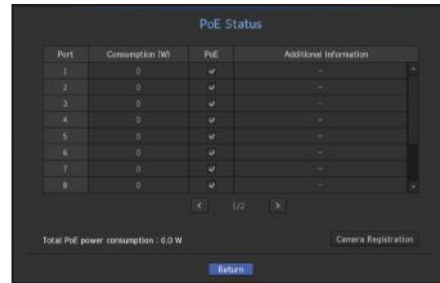 PoE Status
Port Consumption (W) PoE Additional Information
1 0 –
2 0 –
3 0 –
4 0 –
5 0 –
6 0 –
7 0 –
8 0 –
< 1/2 >
Total PoE power consumption : 0.0 W Camera Registration
Return